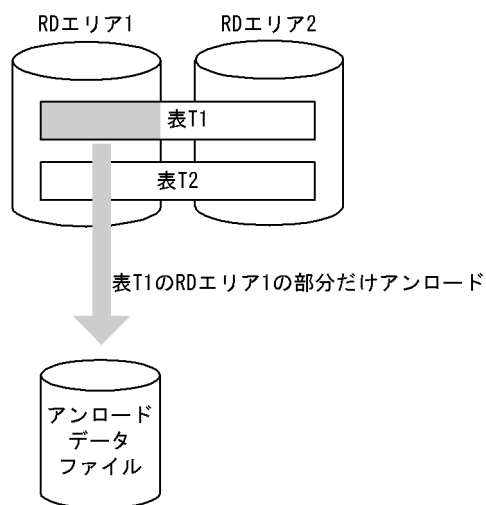 RDエリア1
RDエリア2
表T1
表T2
表T1のRDエリア1の部分だけアンロード
アンロード
データ
ファイル